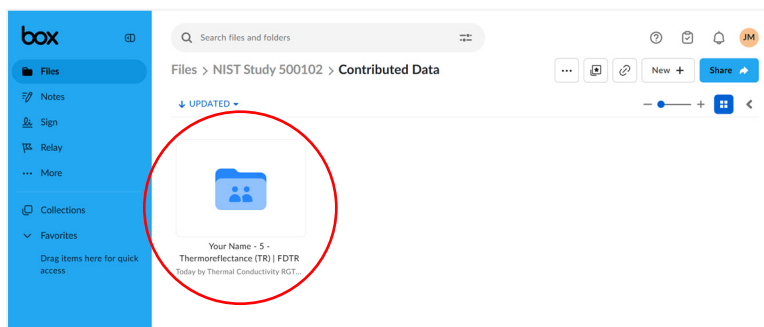 box
Search files and folders
JM
Files
Files > NIST Study 500102 > Contributed Data
New +
Share
Notes
UPDATED
Sign
Relay
More
Collections
Favorites
Drag items here for quick
access
Your Name - 5 -
Thermoreflectance (TR) | FDTR
Today by Thermal Conductivity RGT...